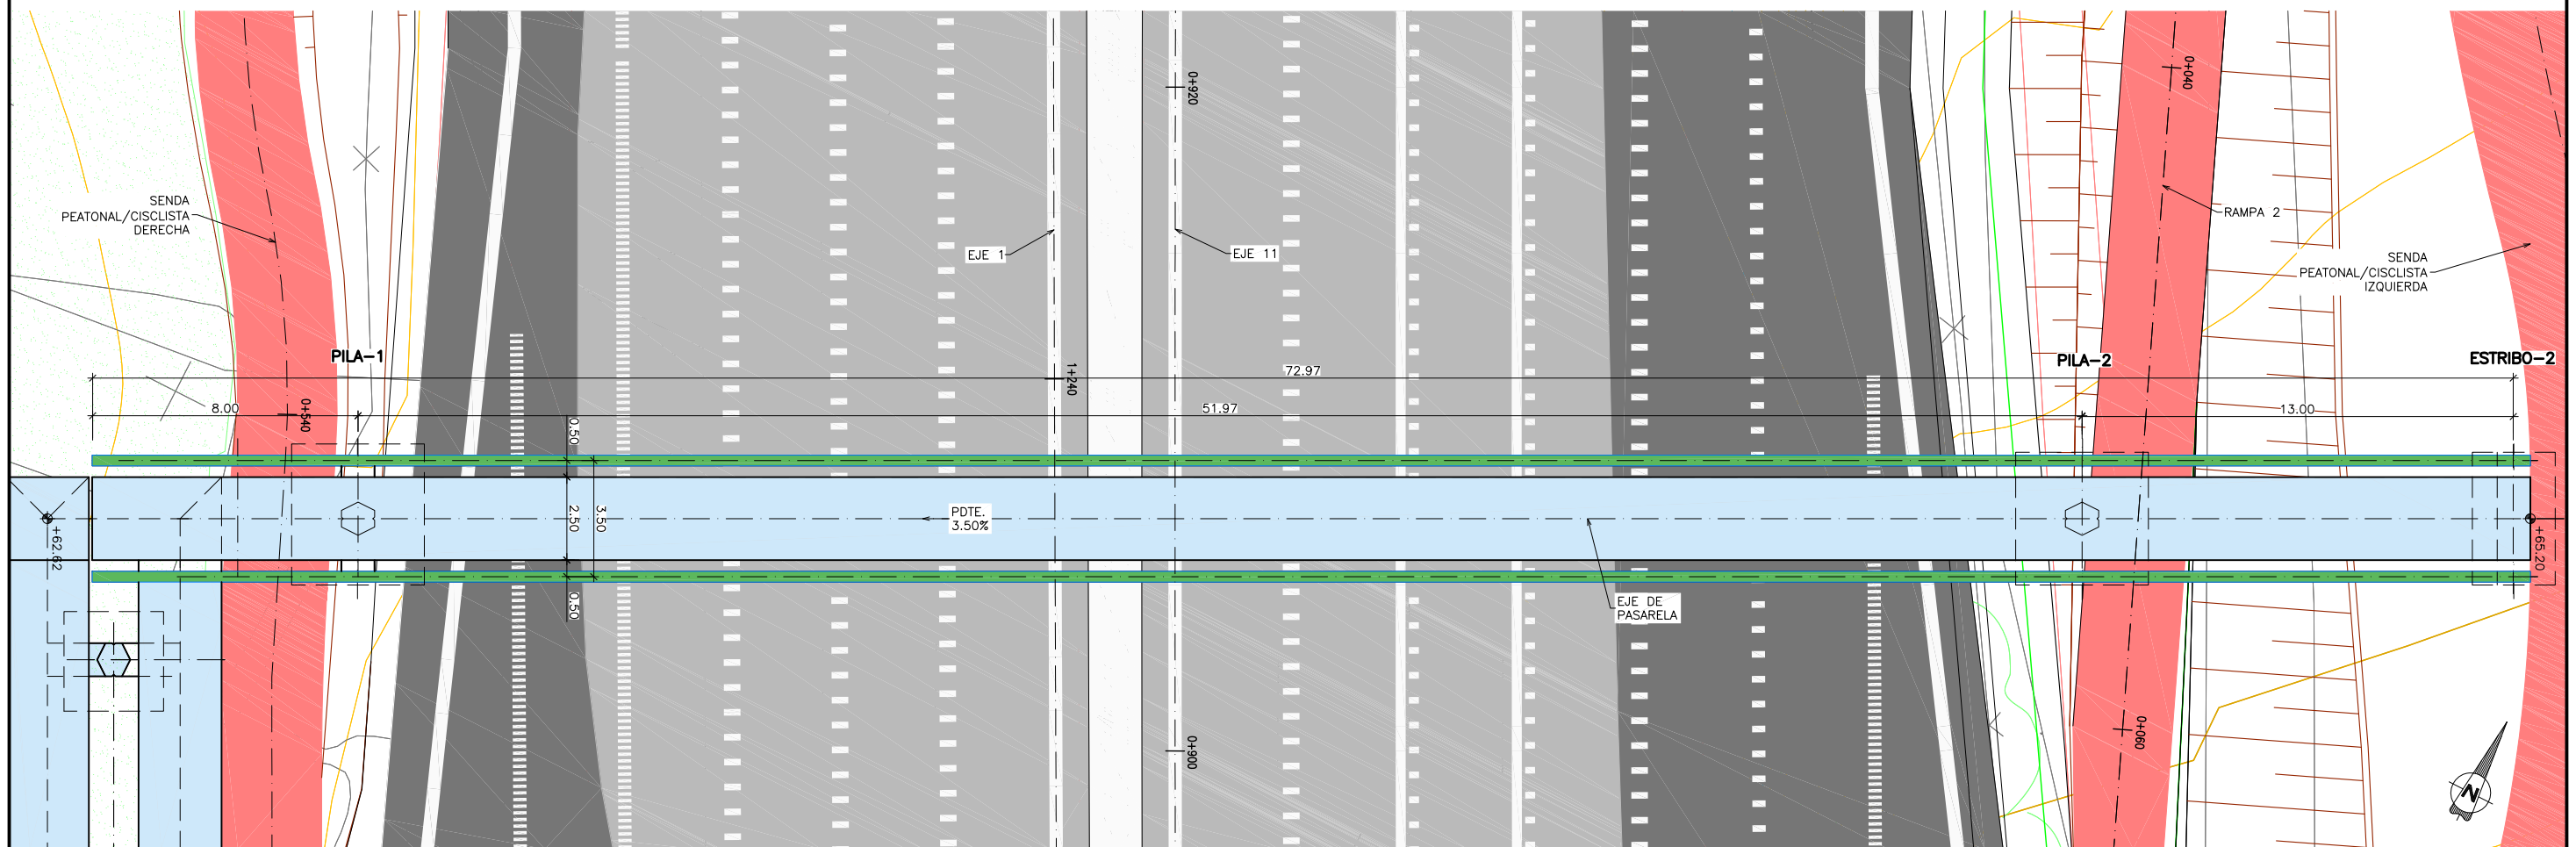 0+920
0+040
SENDA
PEATONAL/CISCLISTA
DERECHA
RAMPA 2
EJE 1
EJE 11
SENDA
PEATONAL/CISCLISTA
IZQUIERDA
PILA-1
PILA-2
ESTRIBO-2
72.97
1+240
8.00
0+540
51.97
13.00
0.50
2.50
3.50
0.50
PDTE.
3.50%
+62.62
+65.20
EJE DE
PASARELA
0+900
0+060
N